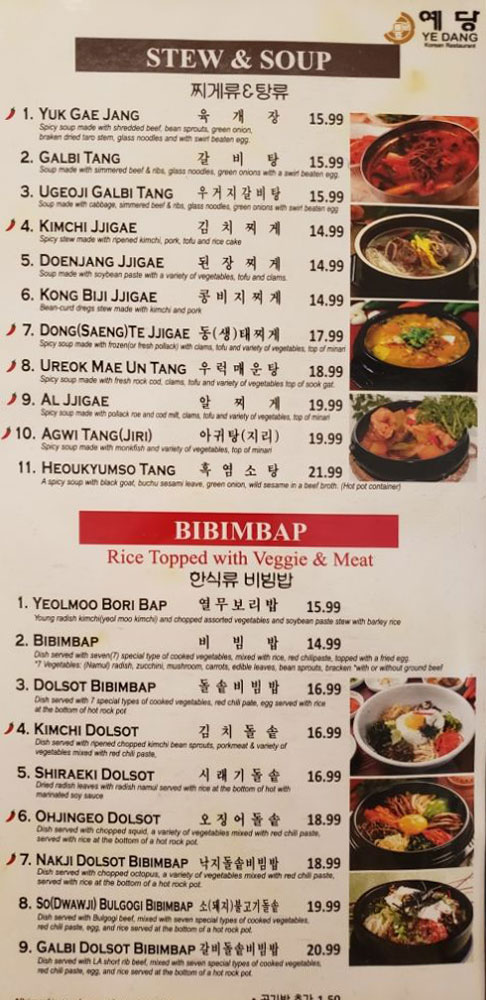 예 당
YE DANG
Korean Restaurant
STEW & SOUP
찌게류&탕류
1. YUK GAE JANG 육 개 장 15.99
Spicy soup made with shredded beef, bean sprouts, green onion,
braken dried taro stem, glass noodles and with swirl beaten egg.
2. GALBI TANG 갈 비 탕 15.99
Soup made with simmered beef & ribs, glass noodles, green onions with a swirl beaten egg
3. UGEOJI GALBI TANG 우거지갈비탕 15.99
Soup made with cabbage, simmered beef & ribs, glass noodles, green onions with swirl beaten egg
4. KIMCHI JJIGAE 김 치 찌 게 14.99
Spicy stew made with ripened kimchi, pork, tofu and rice cake
5. DOENJANG JJIGAE 된 장 찌 게 14.99
Soup made with soybean paste with a variety of vegetables, tofu and clams.
6. KONG BIJI JJIGAE 콩 비 지 찌 게 14.99
Bean-curd dregs stew made with kimchi and pork
7. DONG(SAENG)TE JJIGAE 동(생)태찌게 17.99
Spicy soup made with frozen(or fresh pollack) with clams, tofu and variety of vegetables, top of minari
8. UREOK MAE UN TANG 우 럭 매 운 탕 18.99
Spicy soup made with fresh rock cod, clams, tofu and variety of vegetables top of sook gat.
9. AL JJIGAE 알 찌 게 19.99
Spicy soup made with pollack roe and cod milt, clams, tofu and variety of vegetables, top of minari
10. AGWI TANG(JIRI) 아귀탕(지리) 19.99
Spicy soup made with monkfish and variety of vegetables, top of minari
11. HEOUKYUMSO TANG 흑 염 소 탕 21.99
A spicy soup with black goat, buchu sesami leave, green onion, wild sesame in a beef broth. (Hot pot container)
BIBIMBAP
Rice Topped with Veggie & Meat
한식류 비빔밥
1. YEOLMOO BORI BAP 열무보리밥 15.99
Young radish kimchi(yeol moo kimchi) and chopped assorted vegetables and soybean paste stew with barley rice
2. BIBIMBAP 비 빔 밥 14.99
Dish served with seven(7) special type of cooked vegetables, mixed with rice, red chilipaste, topped with a fried egg.
*7 Vegetables: (Namul) radish, zucchini, mushroom, carrots, edible leaves, bean sprouts, bracken *with or without ground beef
3. DOLSOT BIBIMBAP 돌솥비빔밥 16.99
Dish served with 7 special types of cooked vegetables, red chili pate, egg served with rice
at the bottom of hot rock pot
4. KIMCHI DOLSOT 김 치 돌 솥 16.99
Dish served with ripened chopped kimchi bean sprouts, porkmeat & variety of
vegetables mixed with red chili paste,
5. SHIRAEKI DOLSOT 시 래 기 돌 솥 16.99
Dried radish leaves with radish namul served with rice at the bottom of hot with
marinated soy sauce
6. OHJINGEO DOLSOT 오 징 어 돌 솥 18.99
Dish served with chopped squid, a variety of vegetables mixed with red chili paste,
served with rice at the bottom of a hot rock pot.
7. NAKJI DOLSOT BIBIMBAP 낙지돌솥비빔밥 18.99
Dish served with chopped octopus, a variety of vegetables mixed with red chili paste,
served with rice at the bottom of a hot rock pot.
8. SO(DWAWJI) BULGOGI BIBIMBAP 소(돼지)불고기돌솥 19.99
Dish served with Bulgogi beef, mixed with seven special types of cooked vegetables,
red chili paste, egg, and rice served at the bottom of a hot rock pot.
9. GALBI DOLSOT BIBIMBAP 갈비돌솥비빔밥 20.99
Dish served with LA short rib beef, mixed with seven special types of cooked vegetables,
red chili paste, egg, and rice served at the bottom of a hot rock pot.
공기밥 추가 1.50